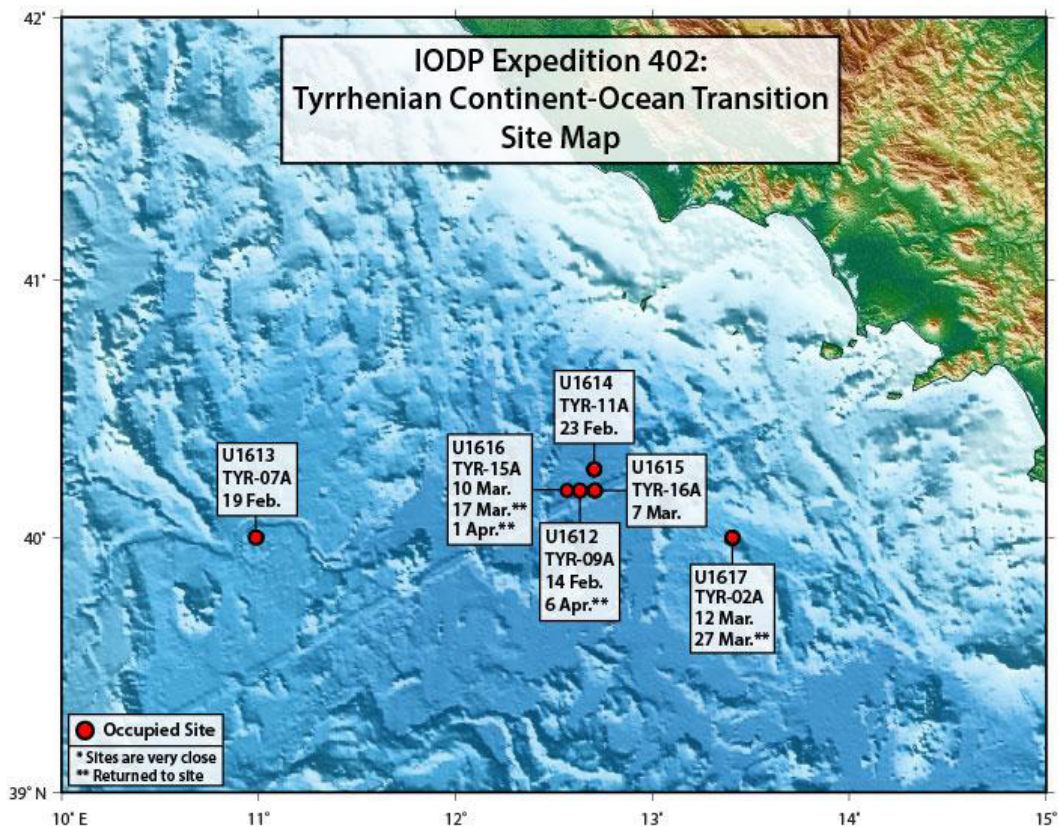 IODP Expedition 402:
Tyrrhenian Continent-Ocean Transition
Site Map
42°
41°
40°
39° N
10° E
11°
12°
13°
14°
15°
U1614
TYR-11A
23 Feb.
U1613
TYR-07A
19 Feb.
U1616
TYR-15A
10 Mar.
17 Mar.**
1 Apr.**
U1615
TYR-16A
7 Mar.
U1612
TYR-09A
14 Feb.
6 Apr.**
U1617
TYR-02A
12 Mar.
27 Mar.**
Occupied Site
* Sites are very close
** Returned to site